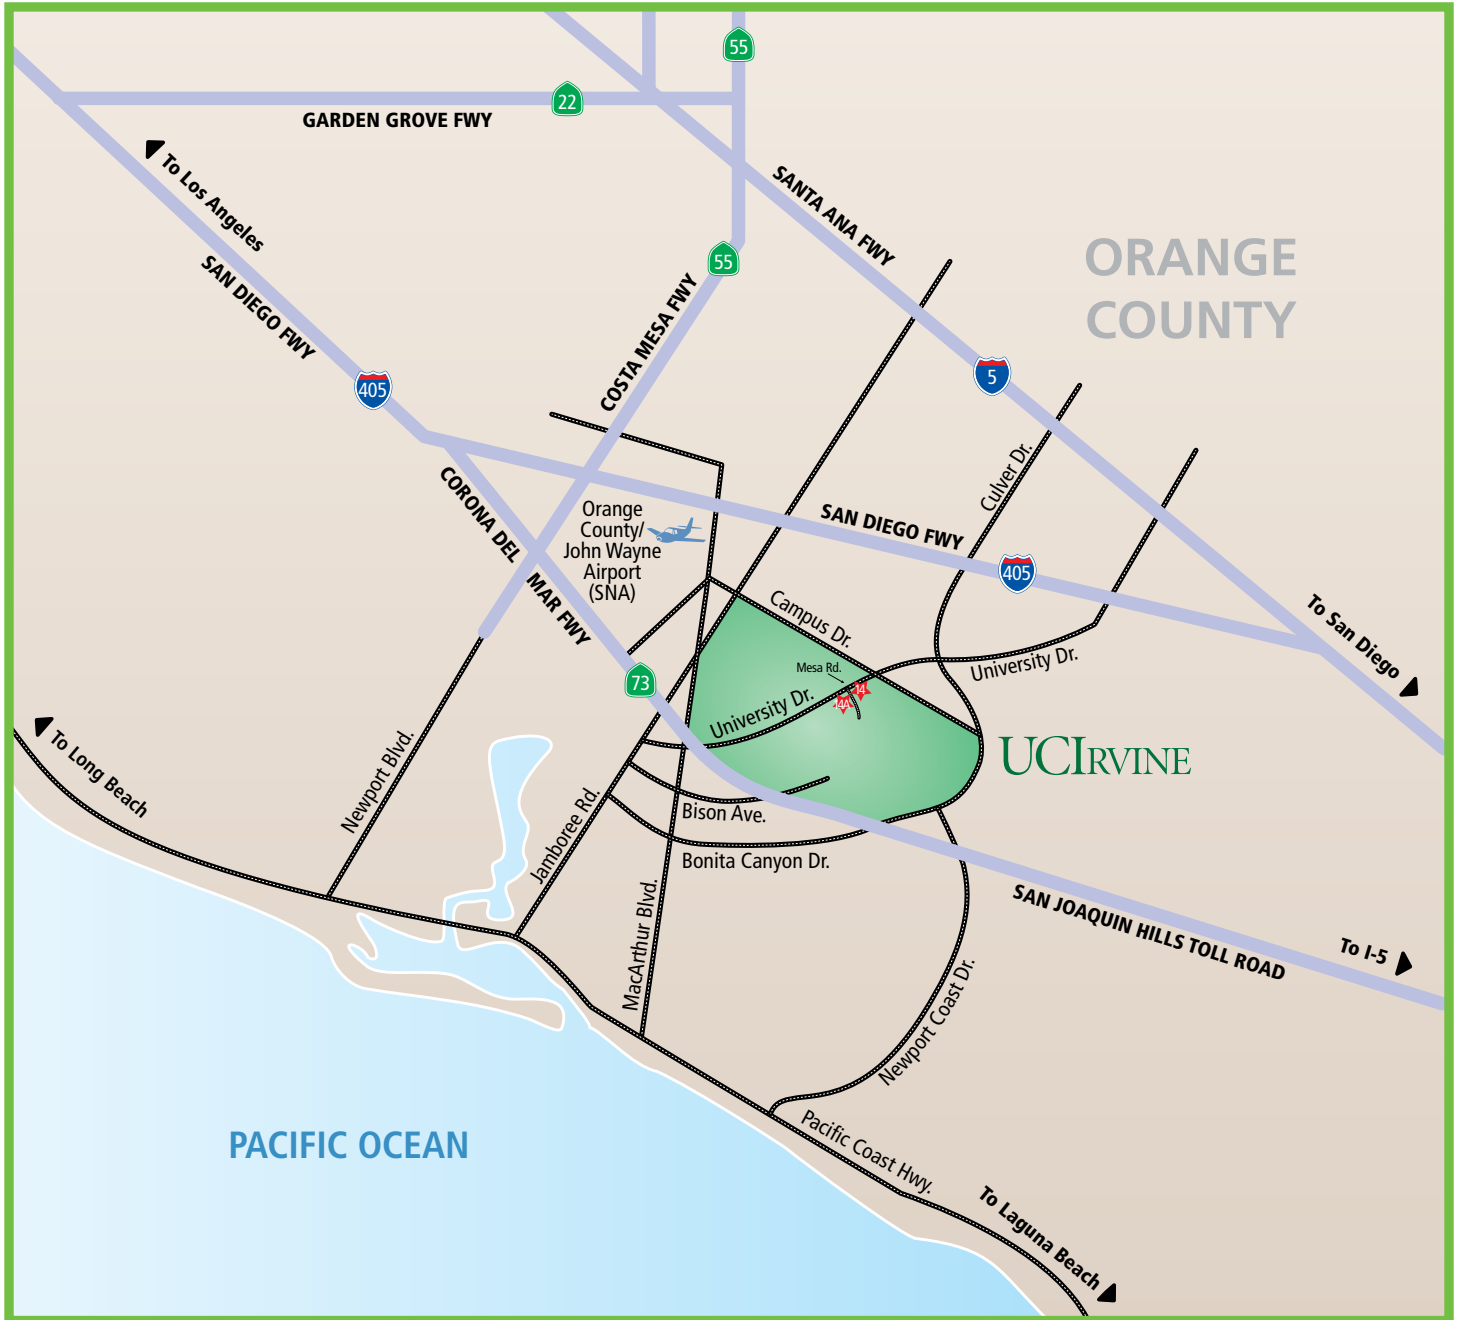 55
22
GARDEN GROVE FWY
To Los Angeles
SANTA ANA FWY
ORANGE
COUNTY
SAN DIEGO FWY
55
COSTA MESA FWY
5
405
Culver Dr.
CORONA DEL
MAR FWY
Orange
County/
John Wayne
Airport
(SNA)
SAN DIEGO FWY
405
Campus Dr.
To San Diego
Mesa Rd.
University Dr.
73
14
14A
University Dr.
UCIRVINE
To Long Beach
Newport Blvd.
Jamboree Rd.
Bison Ave.
Bonita Canyon Dr.
MacArthur Blvd.
SAN JOAQUIN HILLS TOLL ROAD
To I-5
Newport Coast Dr.
PACIFIC OCEAN
Pacific Coast Hwy.
To Laguna Beach